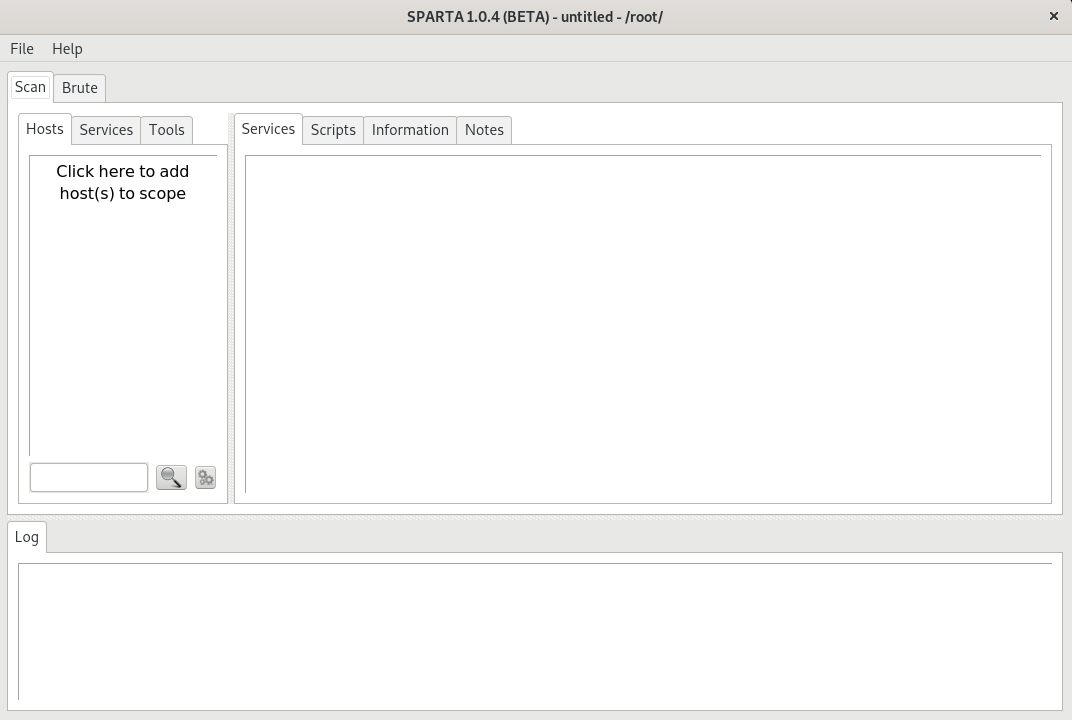 SPARTA 1.0.4 (BETA) - untitled - /root/
File Help
Scan Brute
Hosts Services Tools
Services Scripts Information Notes
Click here to add
host(s) to scope
Log